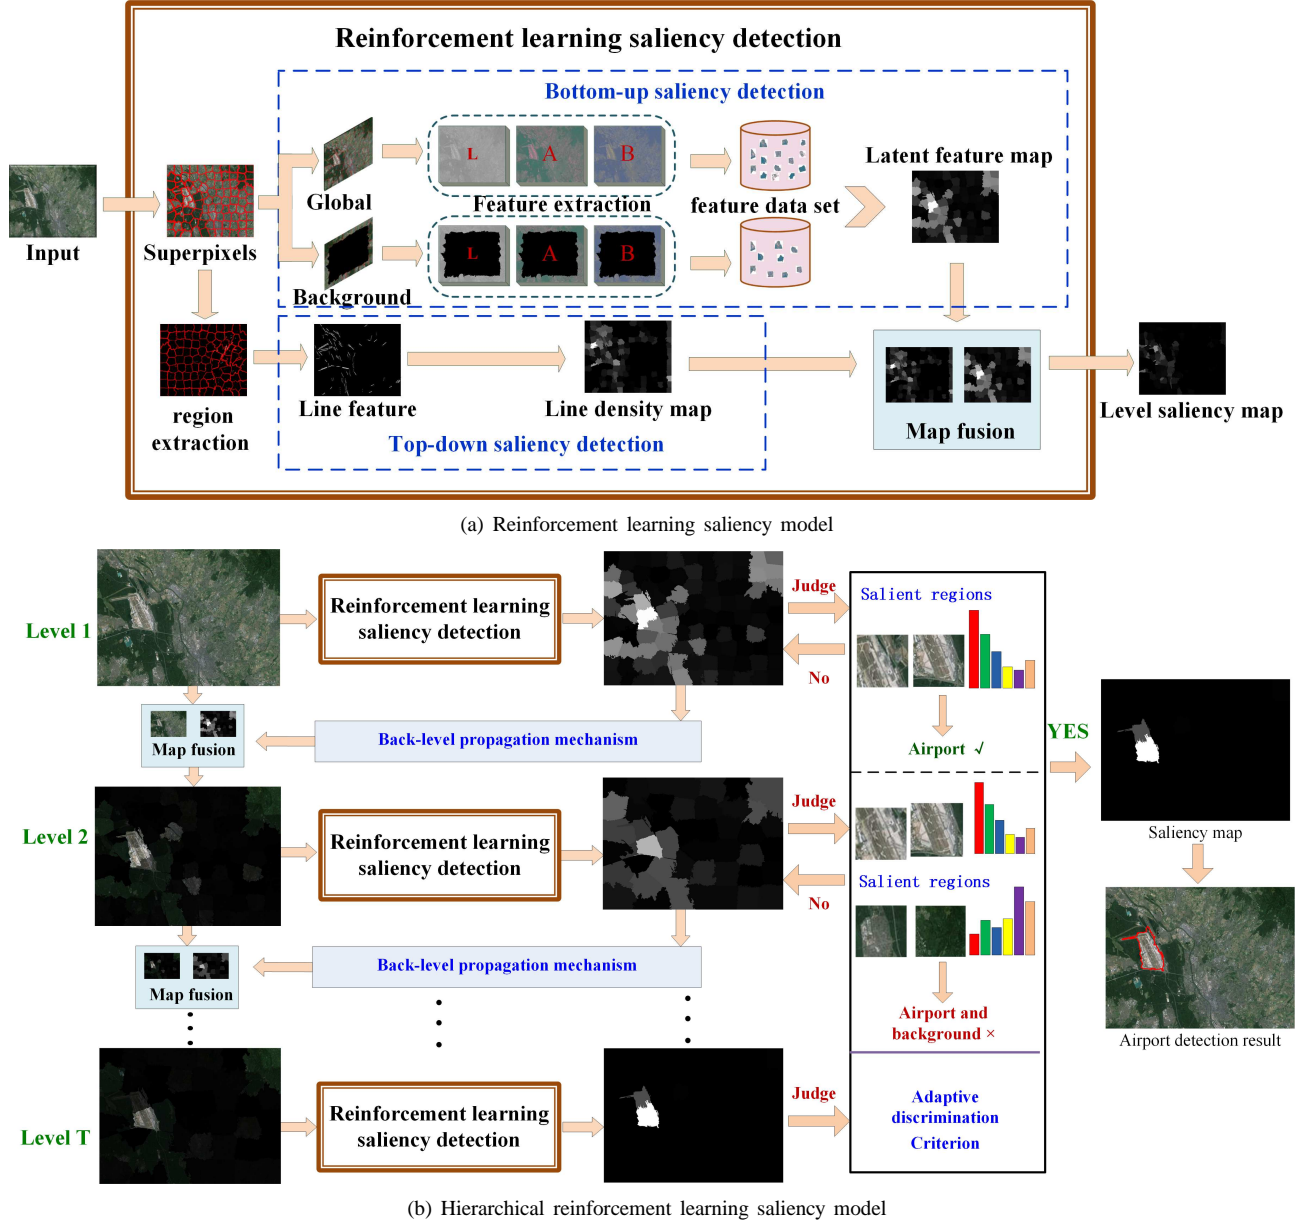 Reinforcement learning saliency detection
Bottom-up saliency detection
L
A
B
Latent feature map
Global
Feature extraction
feature data set
Input
Superpixels
L
A
B
Background
region
extraction
Line feature
Line density map
Map fusion
Level saliency map
Top-down saliency detection
(a) Reinforcement learning saliency model
Level 1
Reinforcement learning
saliency detection
Judge
No
Salient regions
Airport √
YES
Map fusion
Back-level propagation mechanism
Level 2
Reinforcement learning
saliency detection
Judge
No
Salient regions
Saliency map
Map fusion
Back-level propagation mechanism
Airport and
background ×
Airport detection result
Level T
Reinforcement learning
saliency detection
Judge
Adaptive
discrimination
Criterion
(b) Hierarchical reinforcement learning saliency model